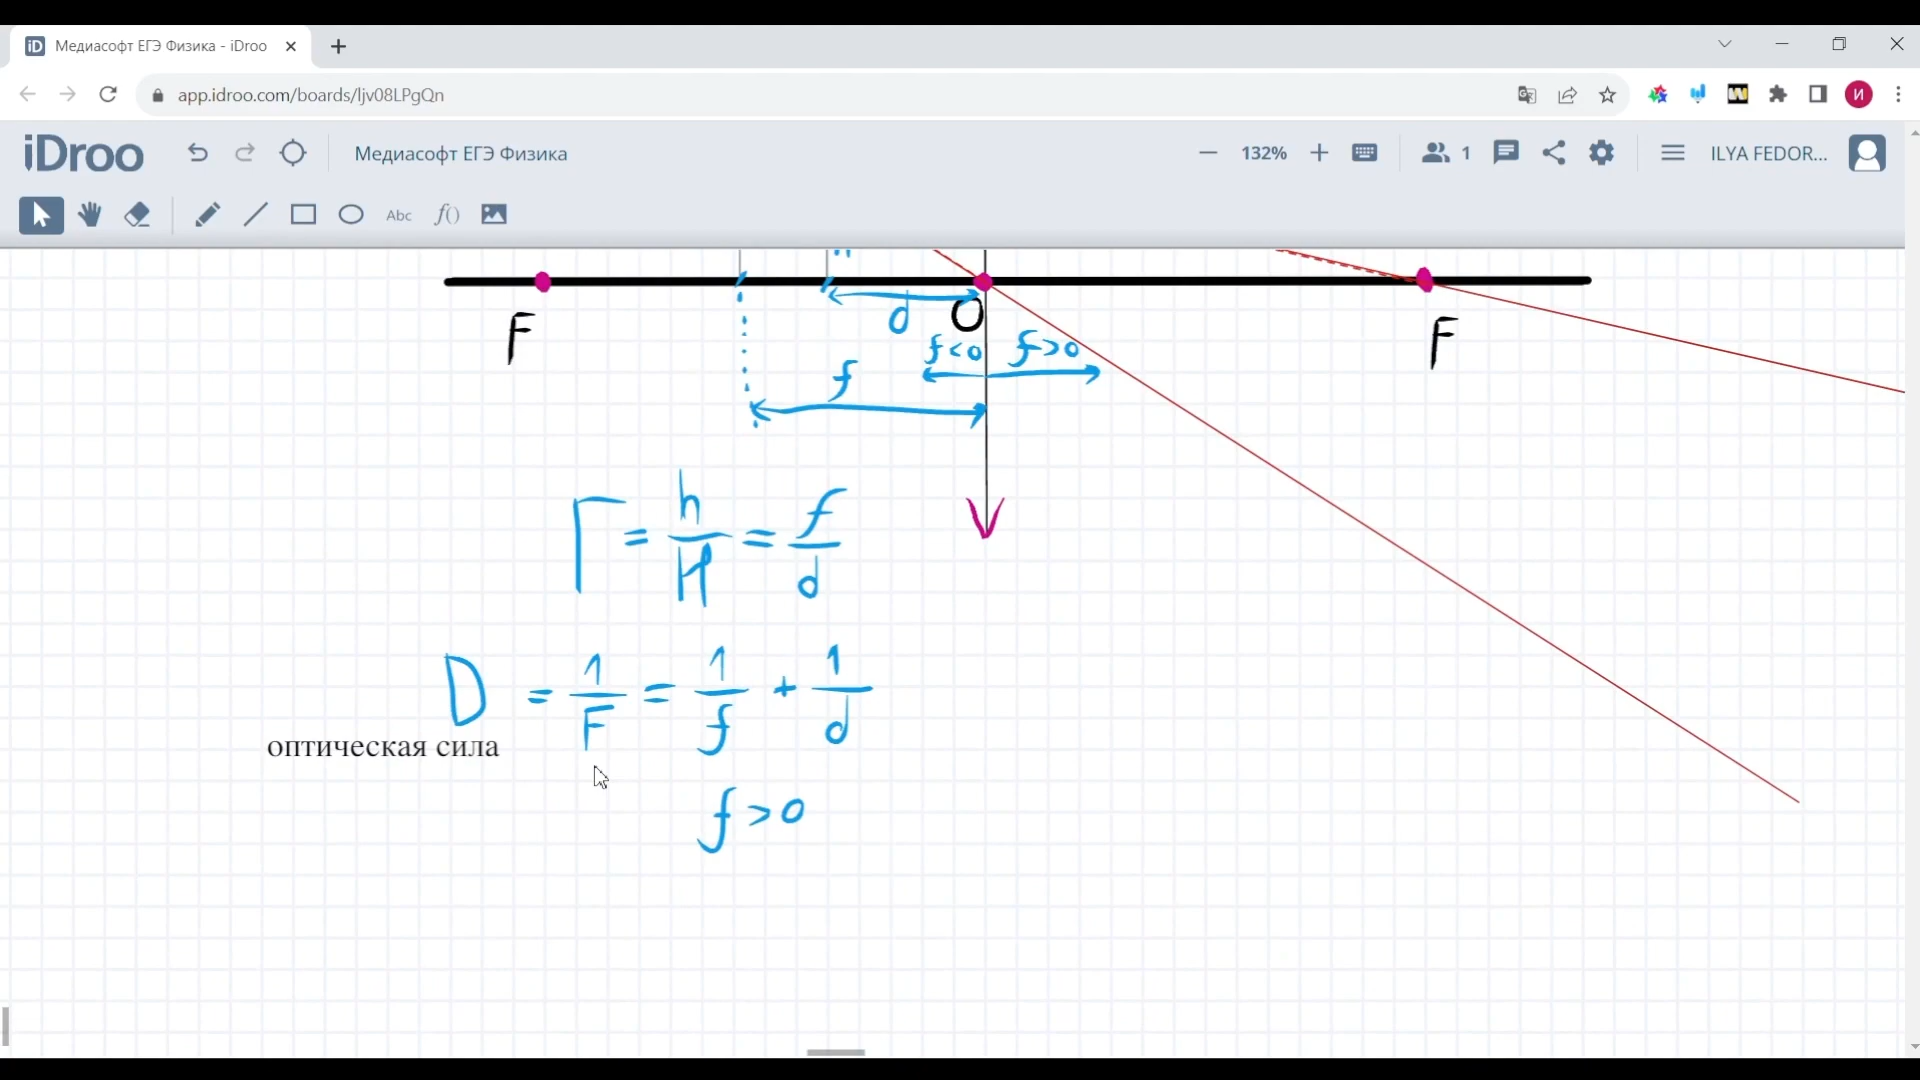 Медиасофт ЕГЭ Физика - iDroo
app.idroo.com/boards/ljv08LPgQn
И
iDroo
Медиасофт ЕГЭ Физика
132%
1
ILYA FEDOR...
Abc
f()
F
d
O
F
f<0
f>0
f
Г = h/H = f/d
D = 1/F = 1/f + 1/d
оптическая сила
f>0